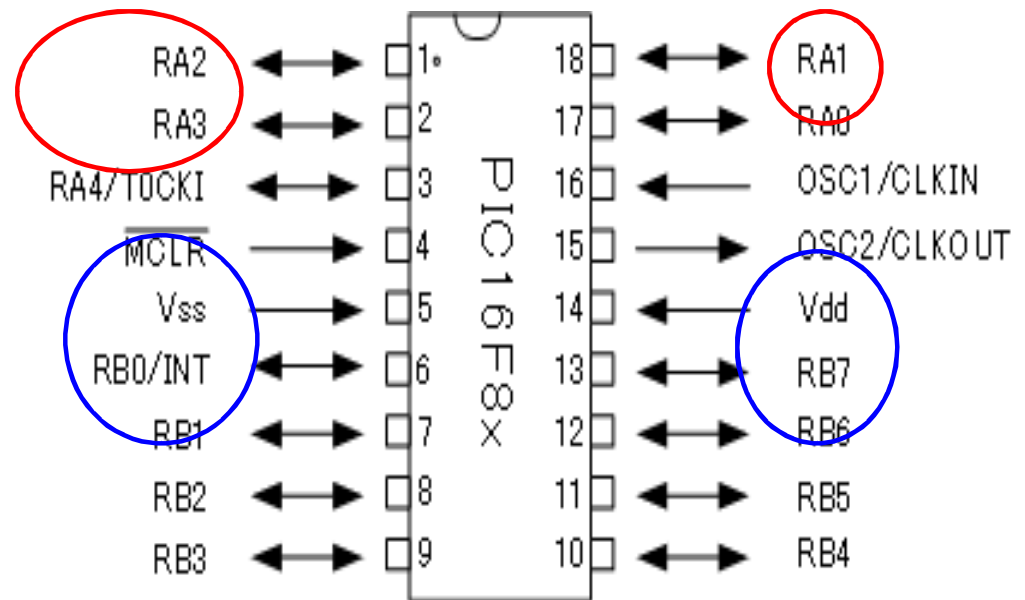 RA2 1 18 RA1
RA3 2 17 RA0
RA4/T0CKI 3 16 OSC1/CLKIN
MCLR 4 15 OSC2/CLKOUT
Vss 5 14 Vdd
RB0/INT 6 13 RB7
RB1 7 12 RB6
RB2 8 11 RB5
RB3 9 10 RB4
PIC16F8X